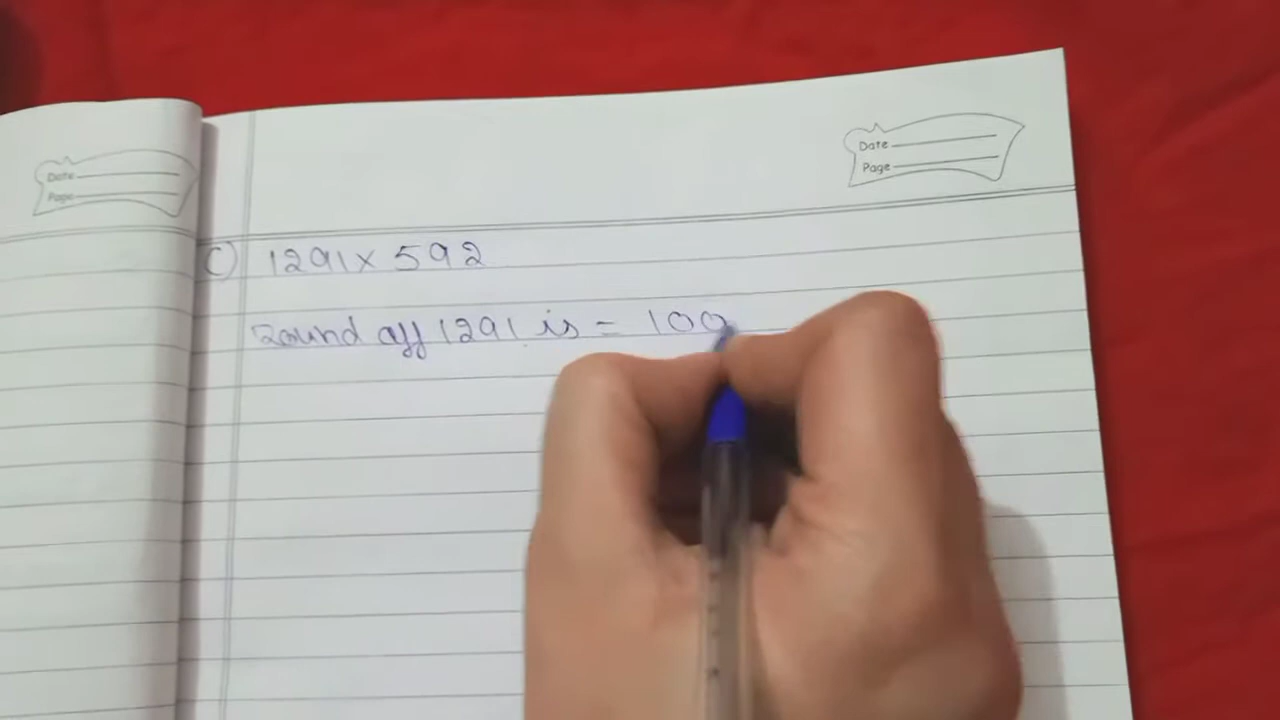 Date
Page
Date
Page
C) 1291 x 592
Round off 1291 is = 100